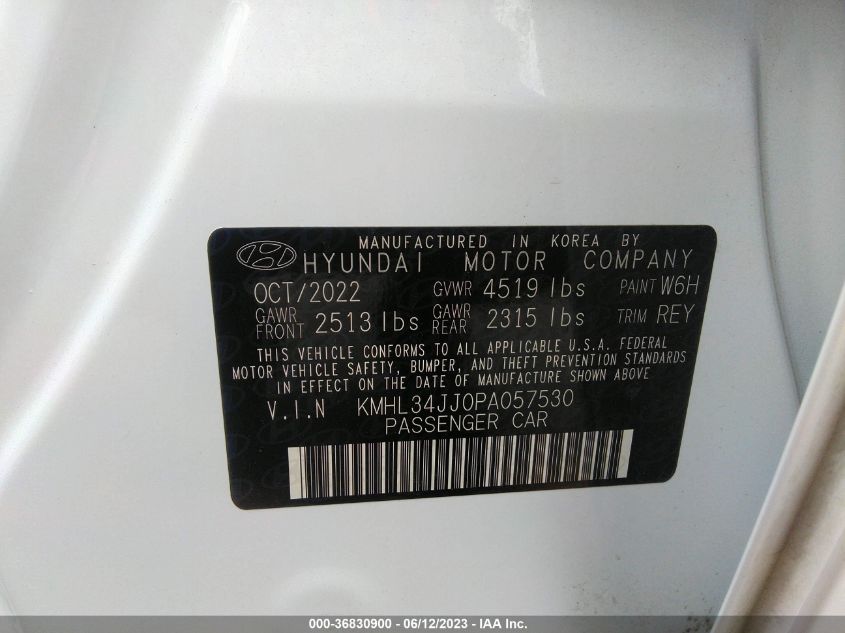 MANUFACTURED IN KOREA BY
HYUNDAI MOTOR COMPANY
OCT/2022 GVWR 4519 lbs PAINT W6H
GAWR FRONT 2513 lbs GAWR REAR 2315 lbs TRIM REY
THIS VEHICLE CONFORMS TO ALL APPLICABLE U.S.A. FEDERAL
MOTOR VEHICLE SAFETY, BUMPER, AND THEFT PREVENTION STANDARDS
IN EFFECT ON THE DATE OF MANUFACTURE SHOWN ABOVE
V.I.N KMHL34JJ0PA057530
PASSENGER CAR
000-36830900 - 06/12/2023 - IAA Inc.